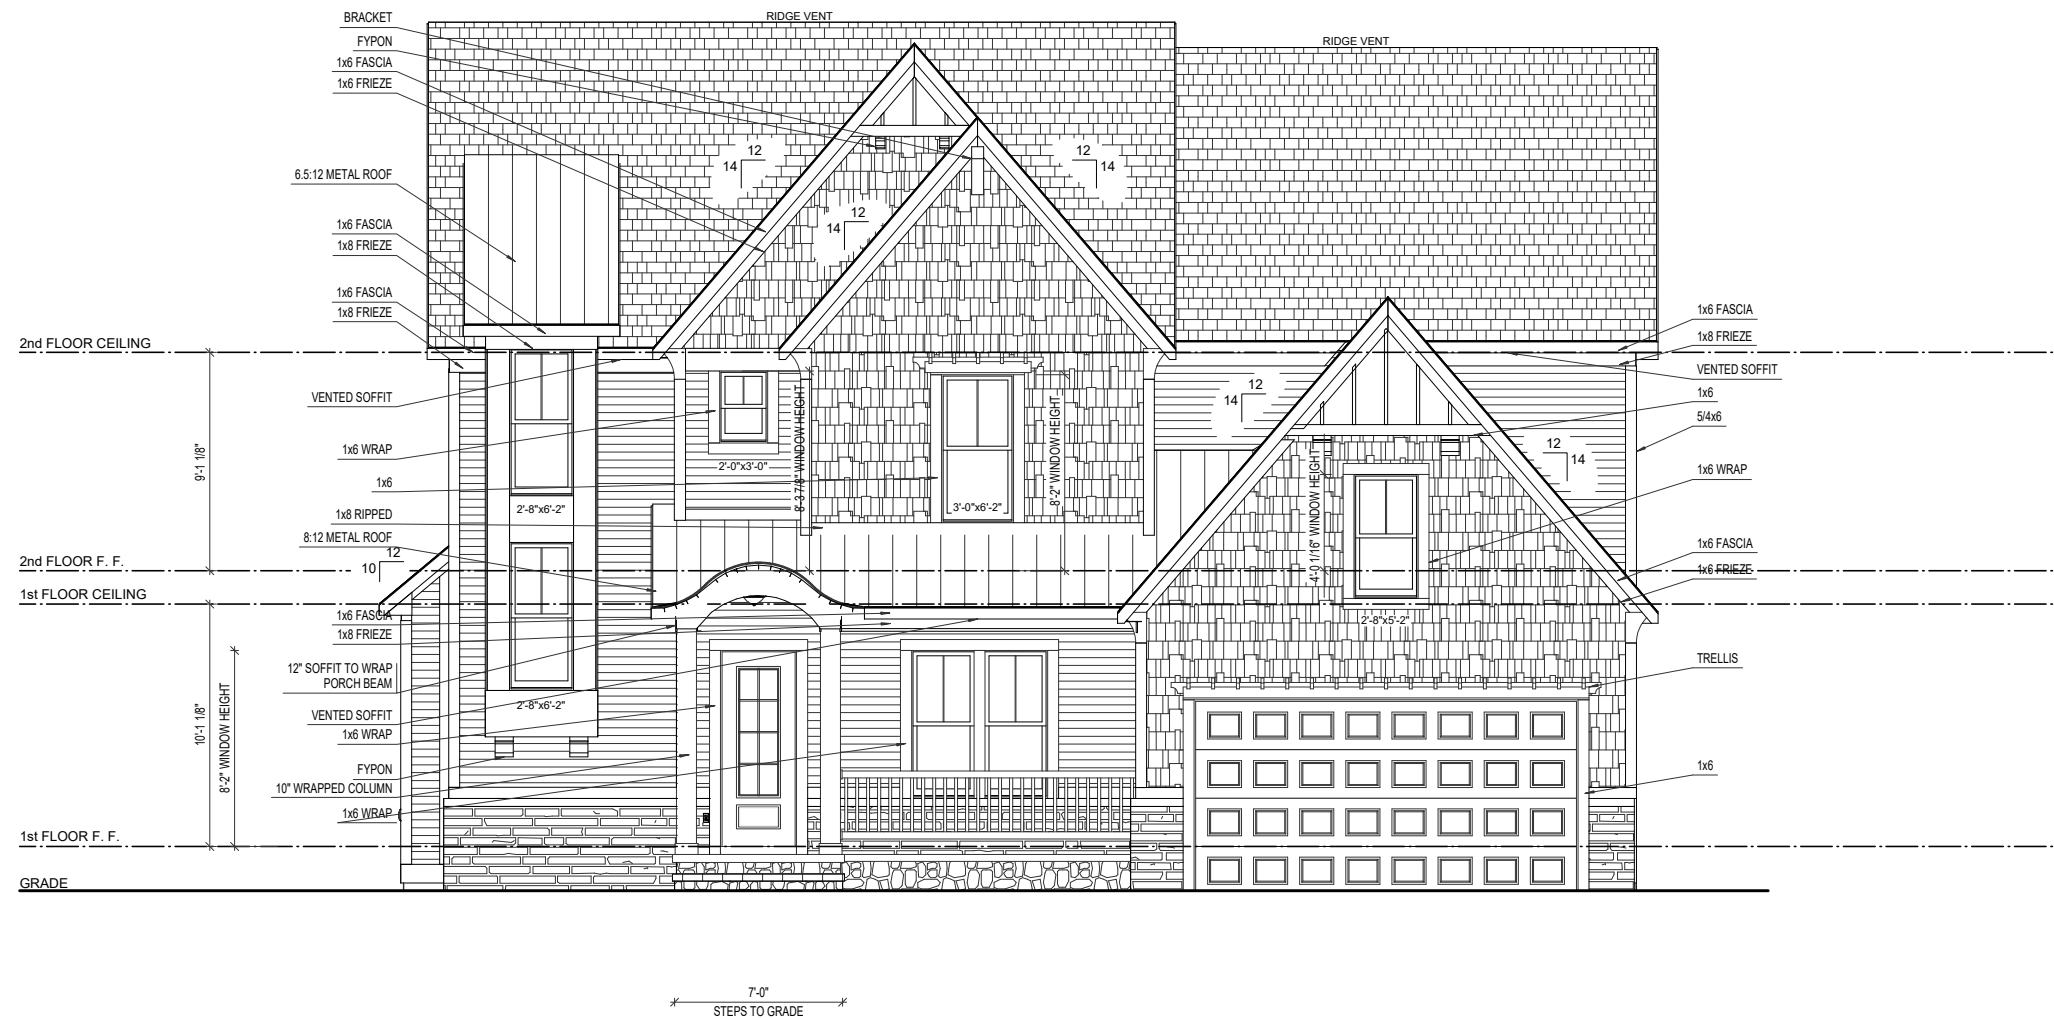 BRACKET
RIDGE VENT
FYPON
RIDGE VENT
1x6 FASCIA
1x6 FRIEZE
12
14
12
14
6.5:12 METAL ROOF
12
14
1x6 FASCIA
1x8 FRIEZE
1x6 FASCIA
1x8 FRIEZE
1x6 FASCIA
1x8 FRIEZE
2nd FLOOR CEILING
VENTED SOFFIT
VENTED SOFFIT
12
14
1x6
5/4x6
9'-1 1/8"
1x6 WRAP
2'-0"x3'-0"
8'-3 7/8" WINDOW HEIGHT
8'-2" WINDOW HEIGHT
12
14
4'-0 1/16" WINDOW HEIGHT
1x6 WRAP
1x6
2'-8"x6'-2"
3'-0"x6'-2"
1x8 RIPPED
8:12 METAL ROOF
12
10
1x6 FASCIA
2nd FLOOR F. F.
1x6 FRIEZE
1st FLOOR CEILING
1x6 FASCIA
1x8 FRIEZE
2'-8"x5'-2"
12" SOFFIT TO WRAP
PORCH BEAM
TRELLIS
10'-1 1/8"
8'-2" WINDOW HEIGHT
2'-8"x6'-2"
VENTED SOFFIT
1x6 WRAP
FYPON
1x6
10" WRAPPED COLUMN
1x6 WRAP
1st FLOOR F. F.
GRADE
7'-0"
STEPS TO GRADE